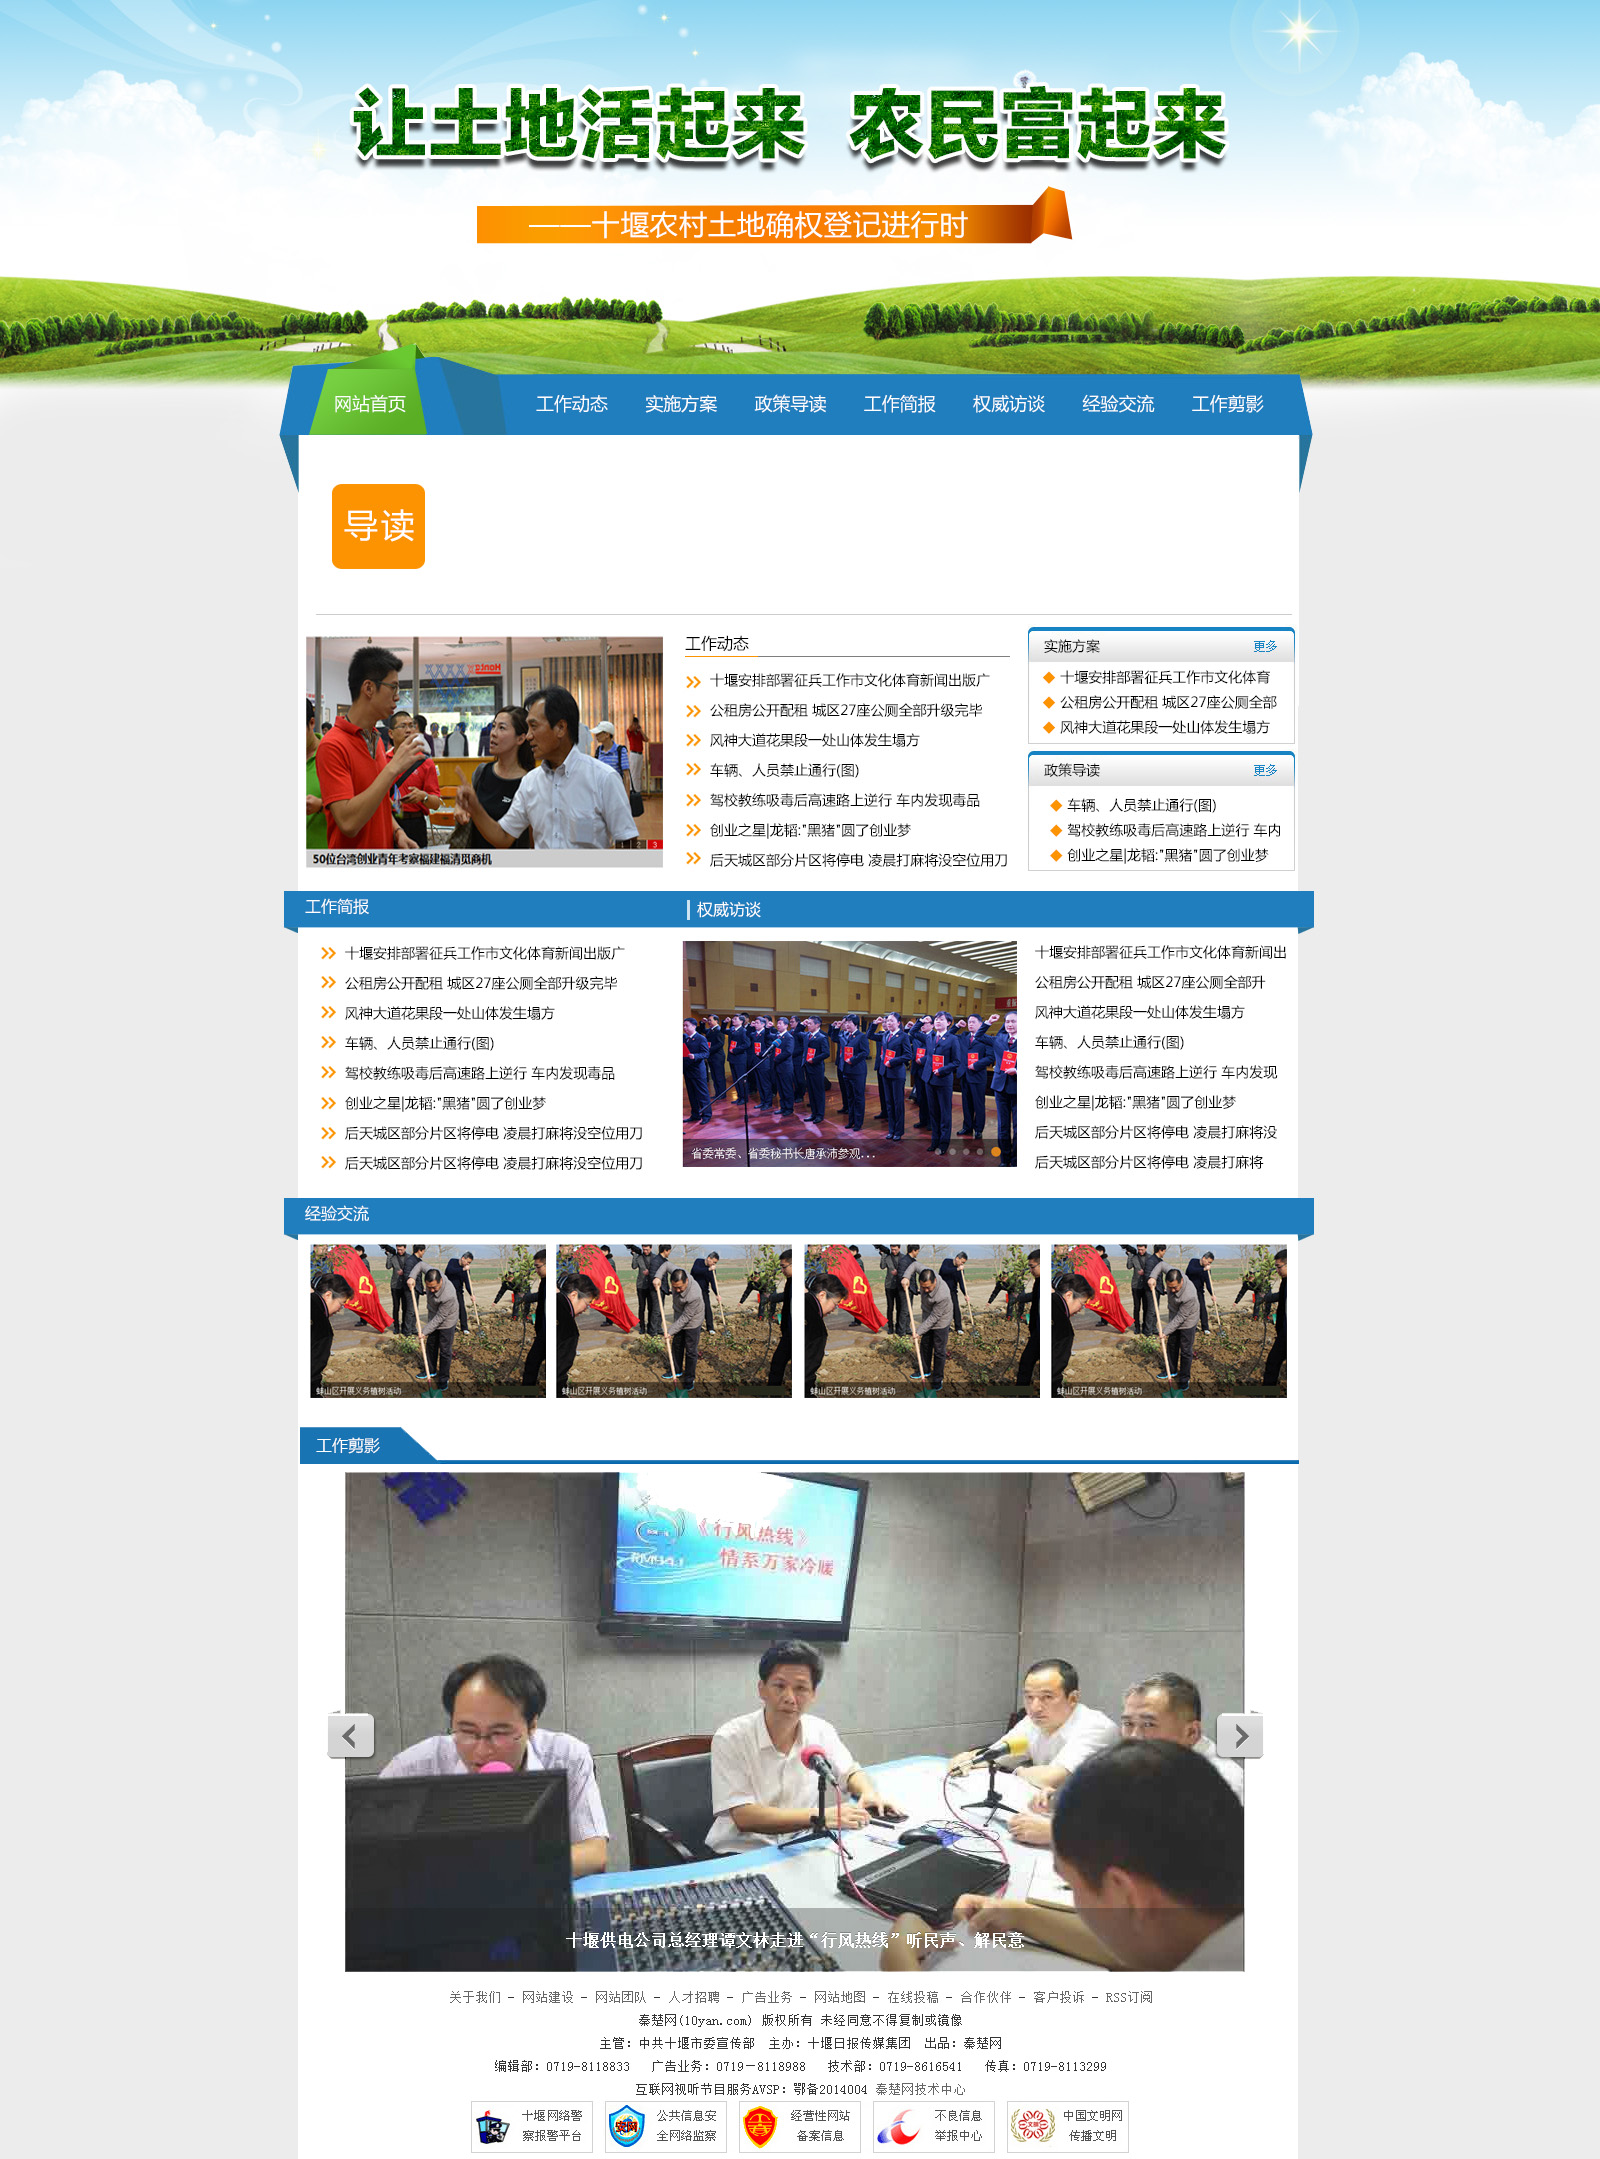 让土地活起来 农民富起来
——十堰农村土地确权登记进行时
网站首页 工作动态 实施方案 政策导读 工作简报 权威访谈 经验交流 工作剪影
导读
50位台湾创业青年考察福建福清觅商机
1 2 3
工作动态
十堰安排部署征兵工作市文化体育新闻出版广
公租房公开配租 城区27座公厕全部升级完毕
风神大道花果段一处山体发生塌方
车辆、人员禁止通行(图)
驾校教练吸毒后高速路上逆行 车内发现毒品
创业之星|龙韬:"黑猪"圆了创业梦
后天城区部分片区将停电 凌晨打麻将没空位用刀
实施方案 更多
十堰安排部署征兵工作市文化体育
公租房公开配租 城区27座公厕全部
风神大道花果段一处山体发生塌方
政策导读 更多
车辆、人员禁止通行(图)
驾校教练吸毒后高速路上逆行 车内
创业之星|龙韬:"黑猪"圆了创业梦
工作简报
十堰安排部署征兵工作市文化体育新闻出版广
公租房公开配租 城区27座公厕全部升级完毕
风神大道花果段一处山体发生塌方
车辆、人员禁止通行(图)
驾校教练吸毒后高速路上逆行 车内发现毒品
创业之星|龙韬:"黑猪"圆了创业梦
后天城区部分片区将停电 凌晨打麻将没空位用刀
后天城区部分片区将停电 凌晨打麻将没空位用刀
权威访谈
省委常委、省委秘书长唐承沛参观...
十堰安排部署征兵工作市文化体育新闻出
公租房公开配租 城区27座公厕全部升
风神大道花果段一处山体发生塌方
车辆、人员禁止通行(图)
驾校教练吸毒后高速路上逆行 车内发现
创业之星|龙韬:"黑猪"圆了创业梦
后天城区部分片区将停电 凌晨打麻将没
后天城区部分片区将停电 凌晨打麻将
经验交流
蚌山区开展义务植树活动
蚌山区开展义务植树活动
蚌山区开展义务植树活动
蚌山区开展义务植树活动
工作剪影
《行风热线》
情系万家冷暖
十堰供电公司总经理谭文林走进“行风热线”听民声、解民意
关于我们 - 网站建设 - 网站团队 - 人才招聘 - 广告业务 - 网站地图 - 在线投稿 - 合作伙伴 - 客户投诉 - RSS订阅
秦楚网(10yan.com) 版权所有 未经同意不得复制或镜像
主管：中共十堰市委宣传部 主办：十堰日报传媒集团 出品：秦楚网
编辑部：0719-8118833 广告业务：0719－8118988 技术部：0719-8616541 传真：0719-8113299
互联网视听节目服务AVSP：鄂备2014004 秦楚网技术中心
十堰网络警
察报警平台
公共信息安
全网络监察
经营性网站
备案信息
不良信息
举报中心
中国文明网
传播文明